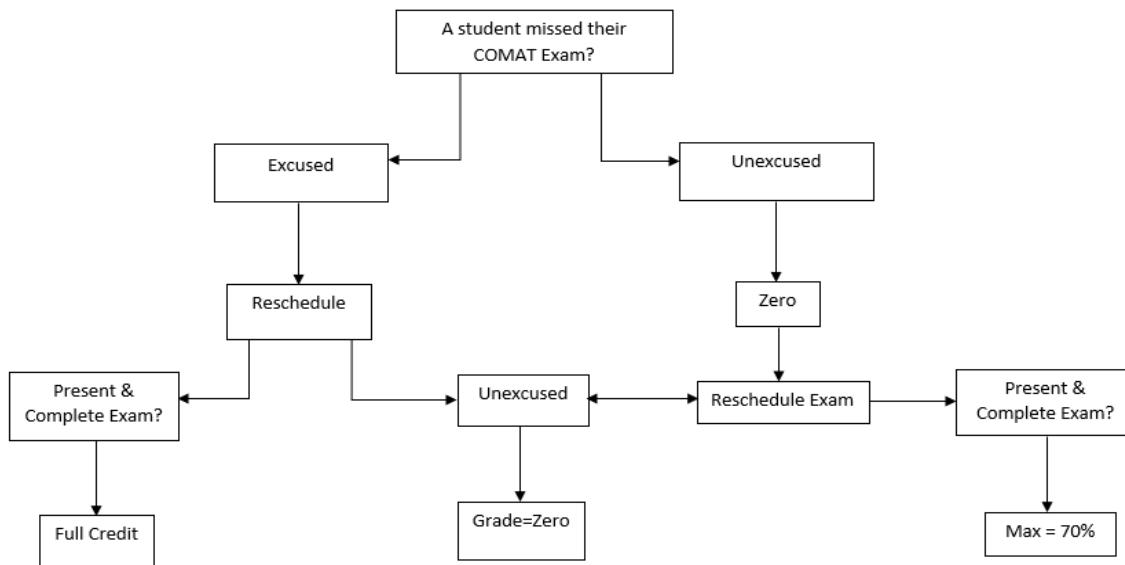 A student missed their
COMAT Exam?
Excused
Unexcused
Reschedule
Zero
Present &
Complete Exam?
Unexcused
Reschedule Exam
Present &
Complete Exam?
Full Credit
Grade=Zero
Max = 70%